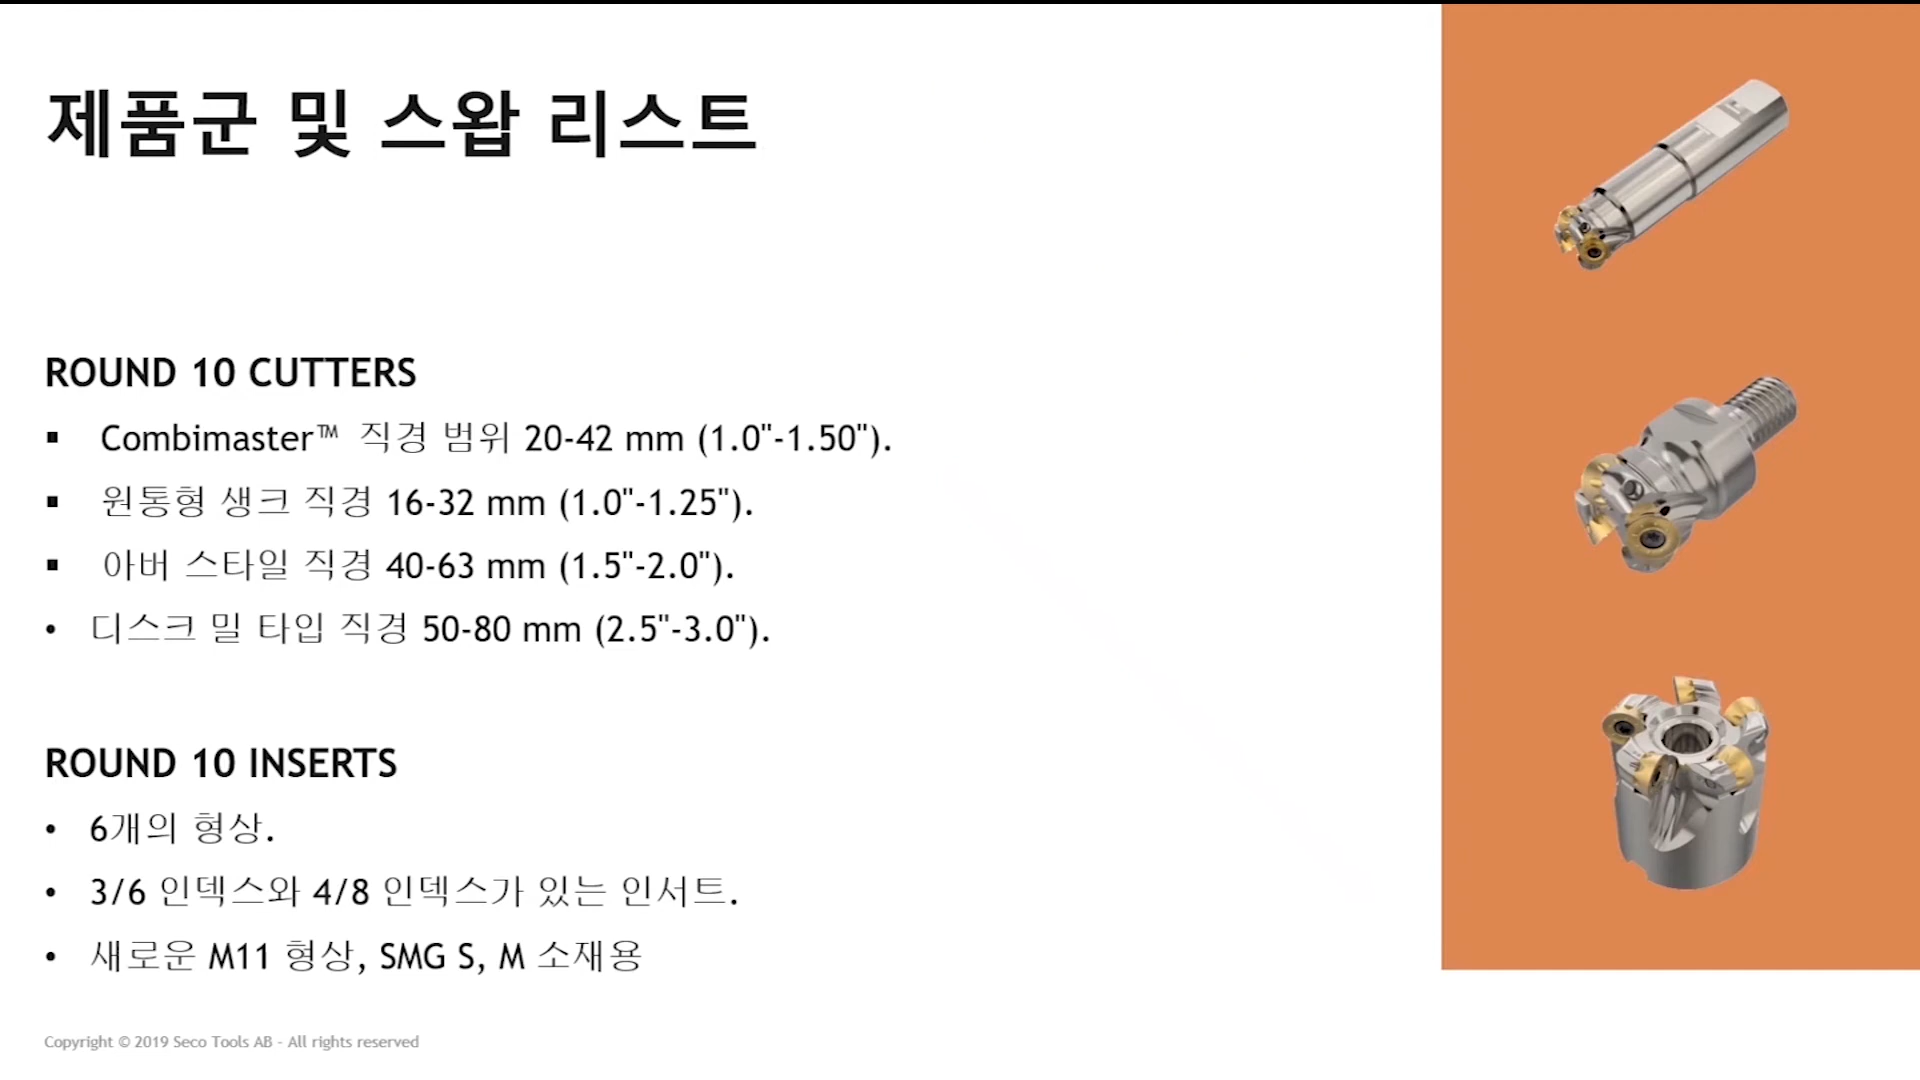 제품군 및 스왑 리스트
ROUND 10 CUTTERS
▪ Combimaster™ 직경 범위 20-42 mm (1.0"-1.50").
▪ 원통형 생크 직경 16-32 mm (1.0"-1.25").
▪ 아버 스타일 직경 40-63 mm (1.5"-2.0").
• 디스크 밀 타입 직경 50-80 mm (2.5"-3.0").
ROUND 10 INSERTS
• 6개의 형상.
• 3/6 인덱스와 4/8 인덱스가 있는 인서트.
• 새로운 M11 형상, SMG S, M 소재용
Copyright © 2019 Seco Tools AB - All rights reserved